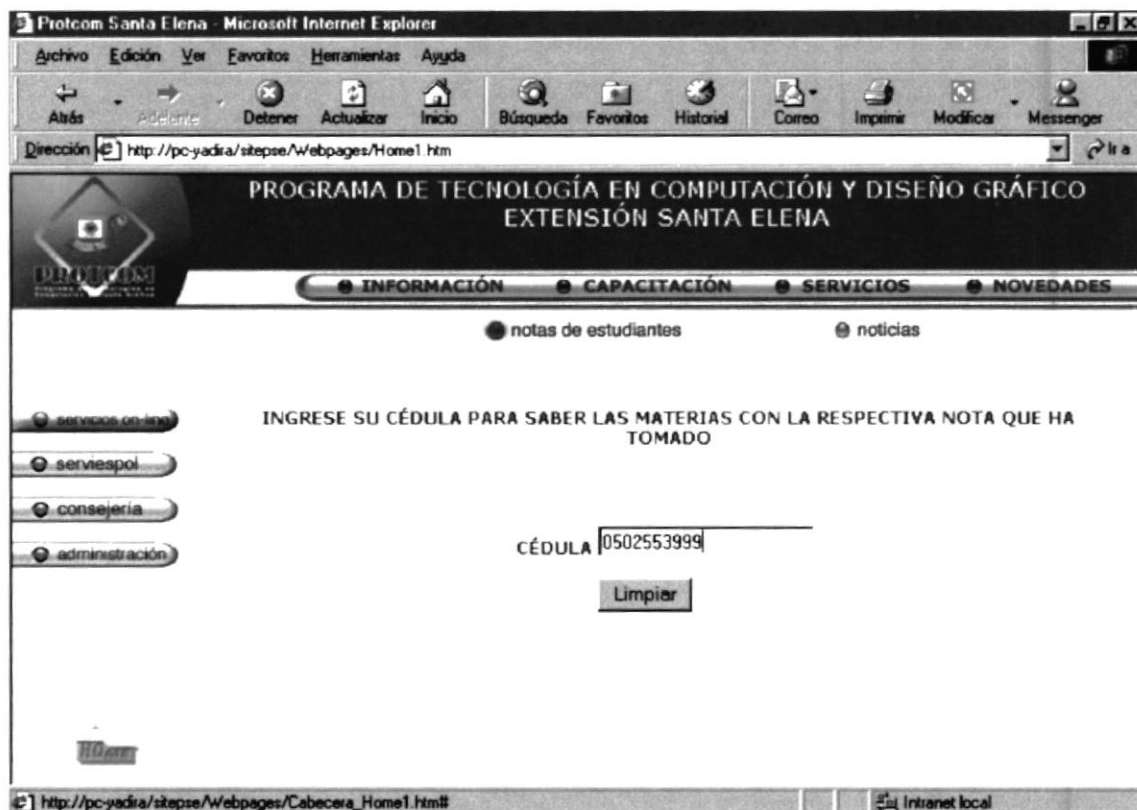 Protcom Santa Elena - Microsoft Internet Explorer
Archivo Edición Ver Favoritos Herramientas Ayuda
Atrás Adelante Detener Actualizar Inicio Búsqueda Favoritos Historial Correo Imprimir Modificar Messenger
Dirección http://pc-yadira/sitepse/Webpages/Home1.htm Ir a
PROGRAMA DE TECNOLOGÍA EN COMPUTACIÓN Y DISEÑO GRÁFICO
EXTENSIÓN SANTA ELENA
PROTCOM
INFORMACIÓN CAPACITACIÓN SERVICIOS NOVEDADES
notas de estudiantes noticias
servicios on-line
INGRESE SU CÉDULA PARA SABER LAS MATERIAS CON LA RESPECTIVA NOTA QUE HA
TOMADO
serviespol
consejería
administración
CÉDULA 0502553999
Limpiar
Home
http://pc-yadira/sitepse/Webpages/Cabecera_Home1.htm# Intranet local